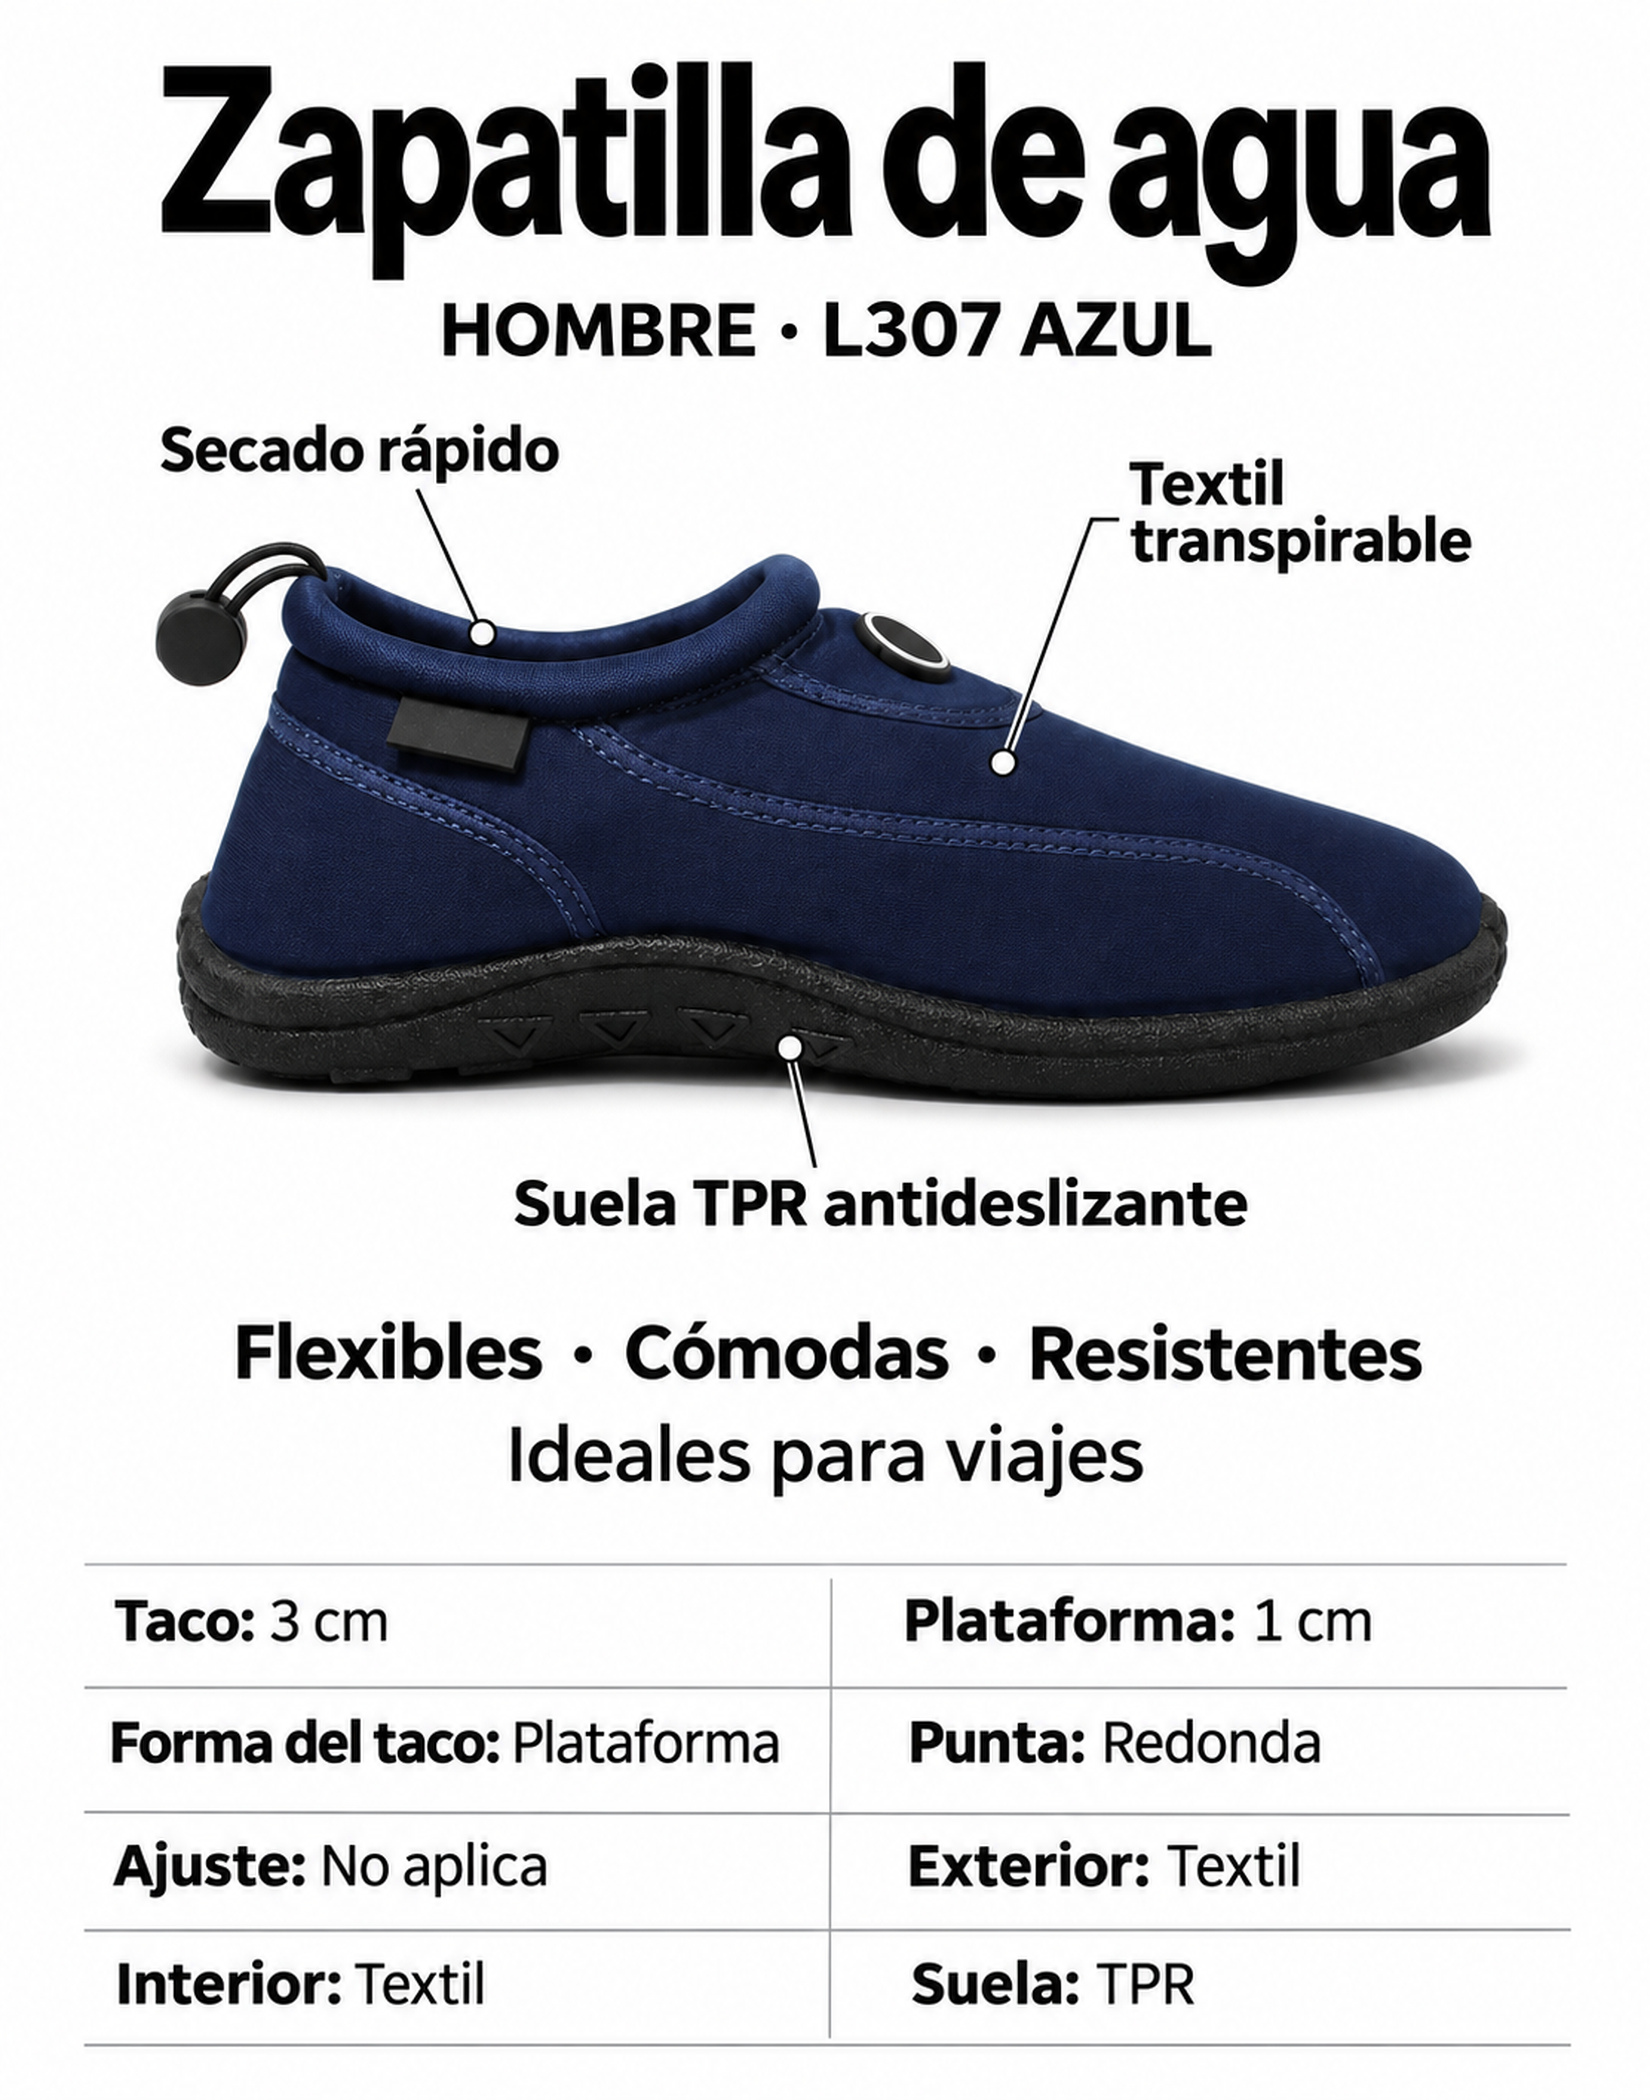 Zapatilla de agua
HOMBRE • L307 AZUL
Secado rápido
Textil
transpirable
Suela TPR antideslizante
Flexibles • Cómodas • Resistentes
Ideales para viajes
Taco: 3 cm
Plataforma: 1 cm
Forma del taco: Plataforma
Punta: Redonda
Ajuste: No aplica
Exterior: Textil
Interior: Textil
Suela: TPR